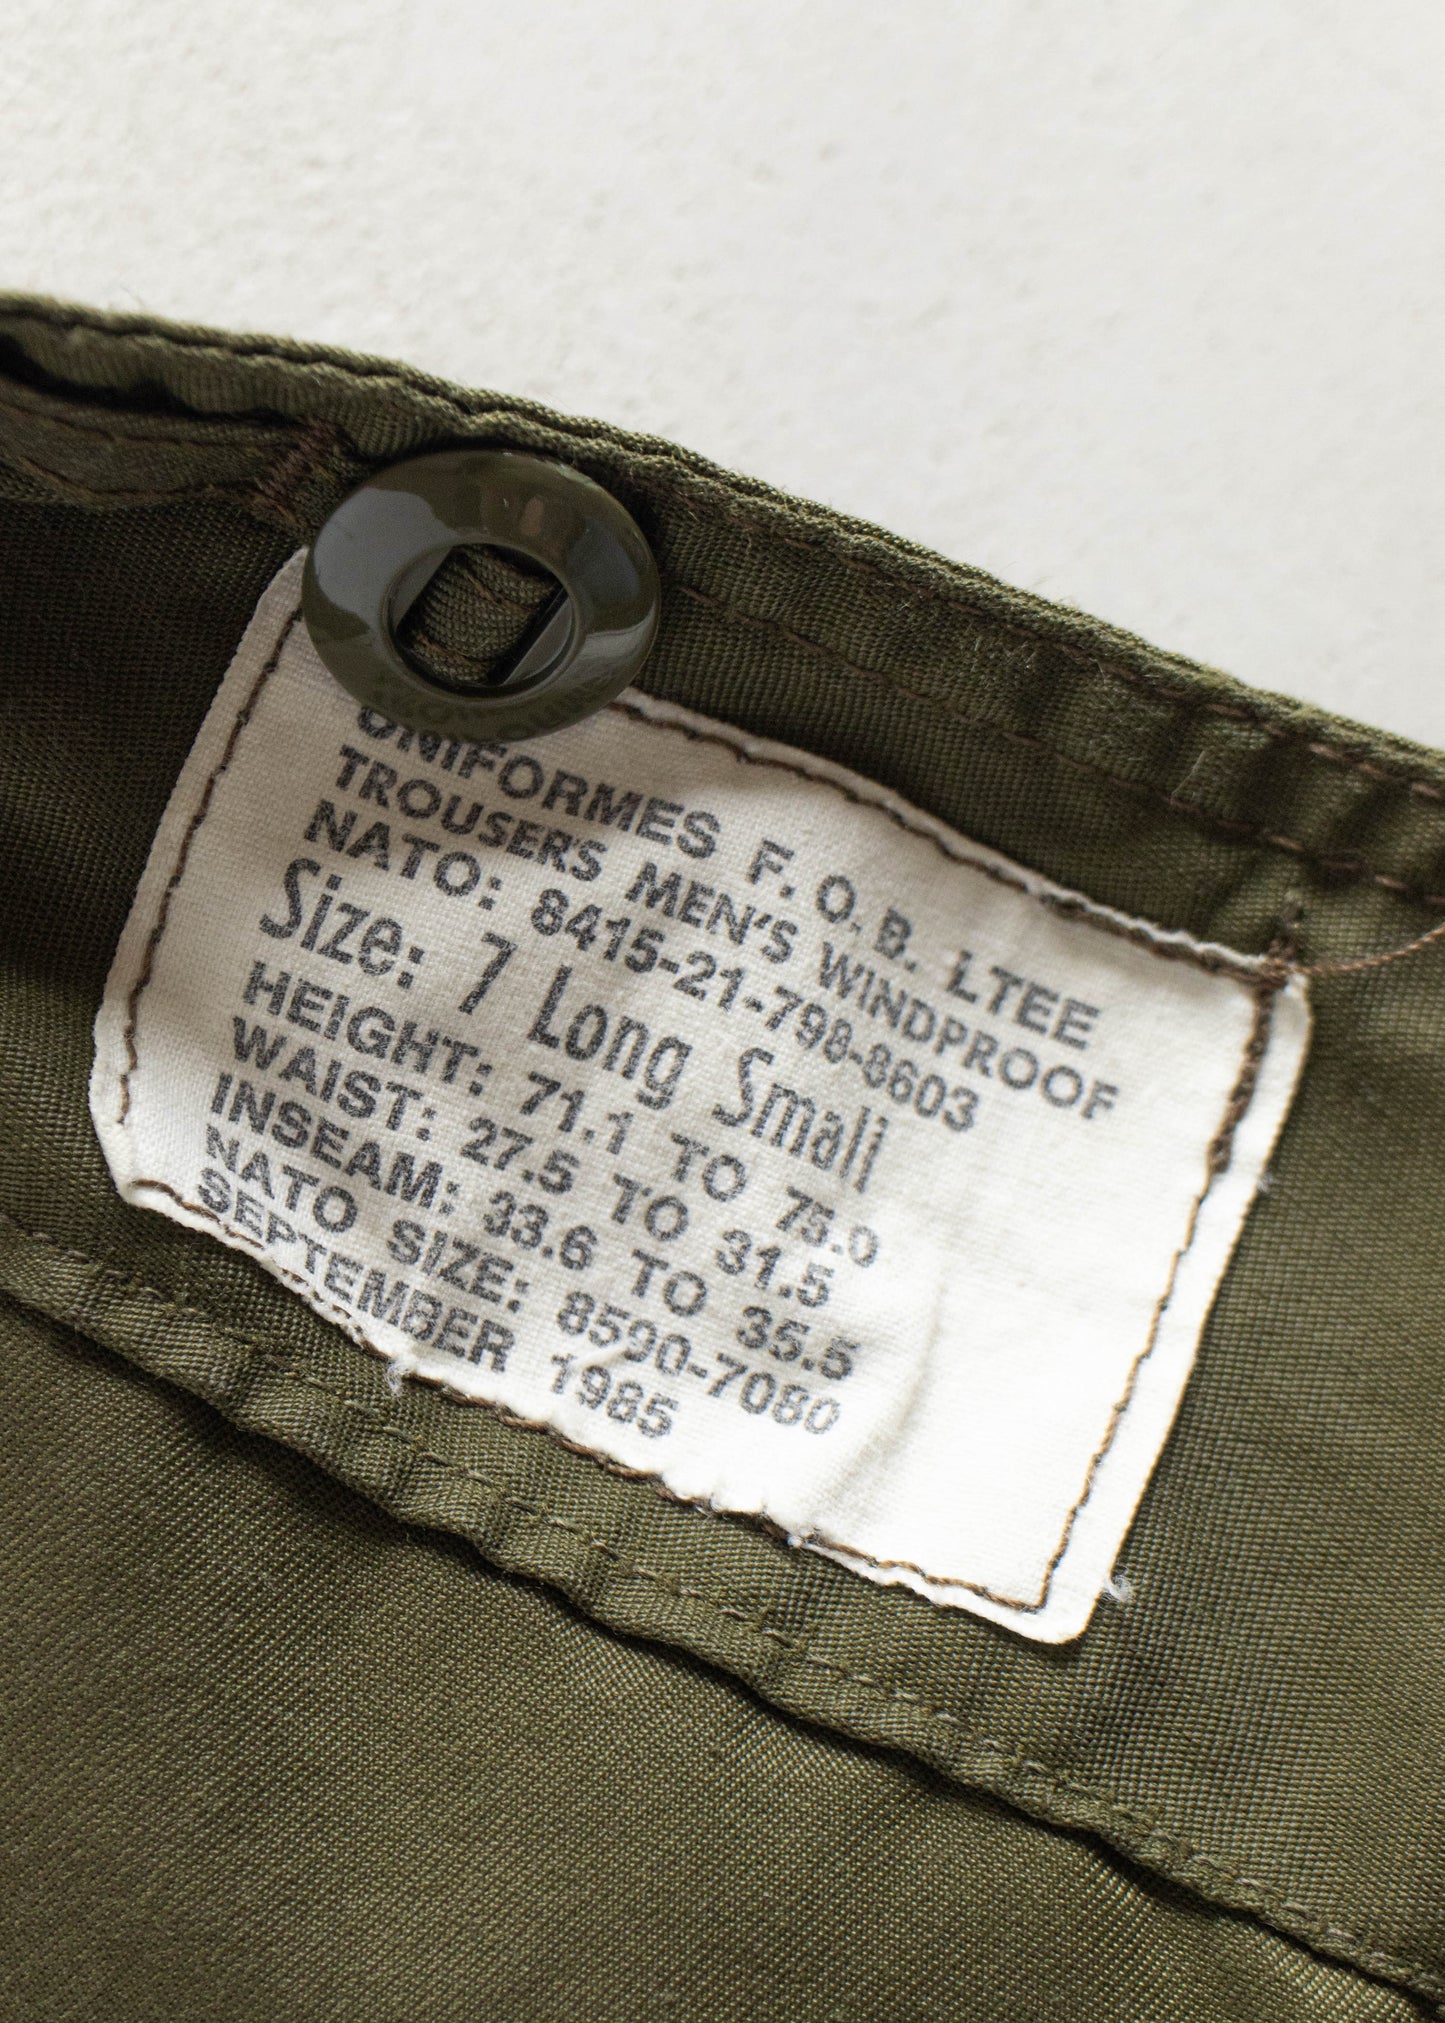 UNIFORMES F. O. B. LTEE
TROUSERS MEN'S WINDPROOF
NATO: 8415-21-798-8603
Size: 7 Long Small
HEIGHT: 71.1 TO 75.0
WAIST: 27.5 TO 31.5
INSEAM: 33.6 TO 35.5
NATO SIZE: 8590-7080
SEPTEMBER 1985